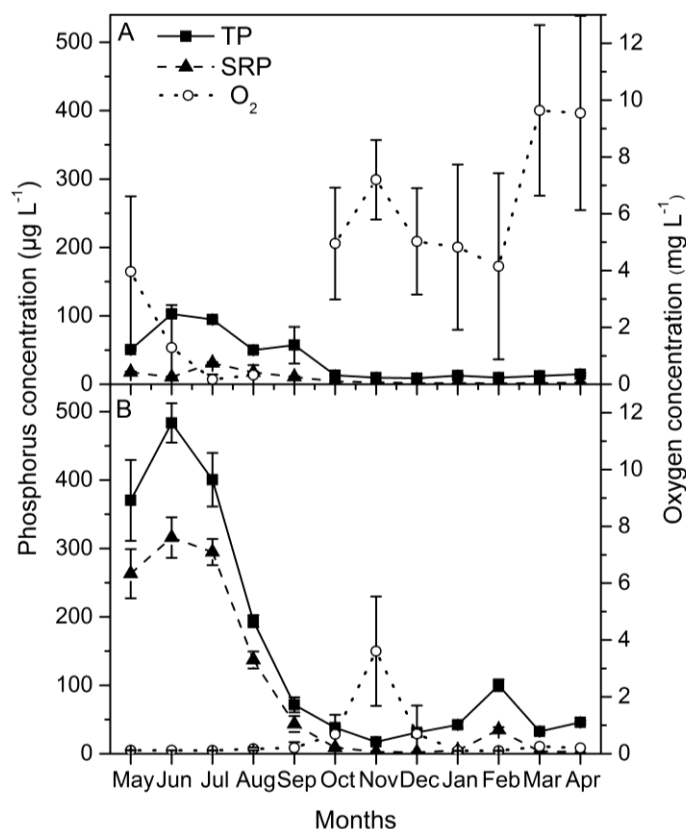 A
TP
SRP
O₂
500
400
300
200
100
0
12
10
8
6
4
2
0
B
500
400
300
200
100
0
12
10
8
6
4
2
0
Phosphorus concentration (µg L⁻¹)
Oxygen concentration (mg L⁻¹)
May Jun Jul Aug Sep Oct Nov Dec Jan Feb Mar Apr
Months